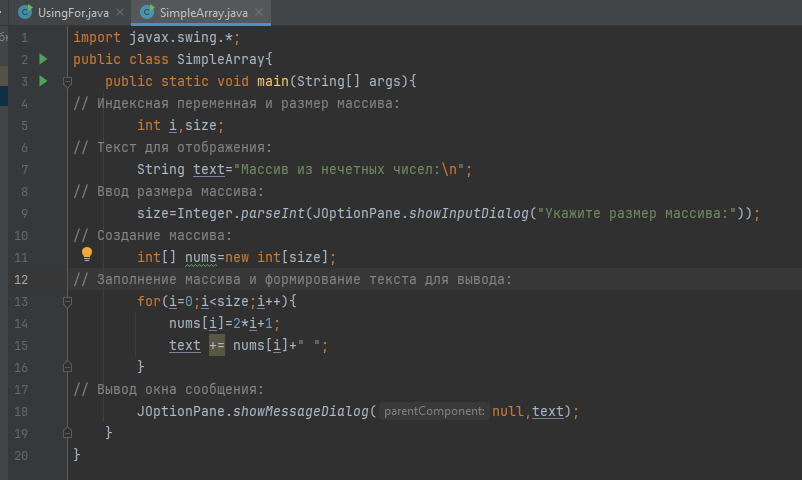 UsingFor.java × SimpleArray.java ×
1 import javax.swing.*;
2 public class SimpleArray{
3 public static void main(String[] args){
4 // Индексная переменная и размер массива:
5 int i,size;
6 // Текст для отображения:
7 String text="Массив из нечетных чисел:\n";
8 // Ввод размера массива:
9 size=Integer.parseInt(JOptionPane.showInputDialog("Укажите размер массива:"));
10 // Создание массива:
11 int[] nums=new int[size];
12 // Заполнение массива и формирование текста для вывода:
13 for(i=0;i<size;i++){
14 nums[i]=2*i+1;
15 text += nums[i]+" ";
16 }
17 // Вывод окна сообщения:
18 JOptionPane.showMessageDialog( parentComponent: null,text);
19 }
20 }